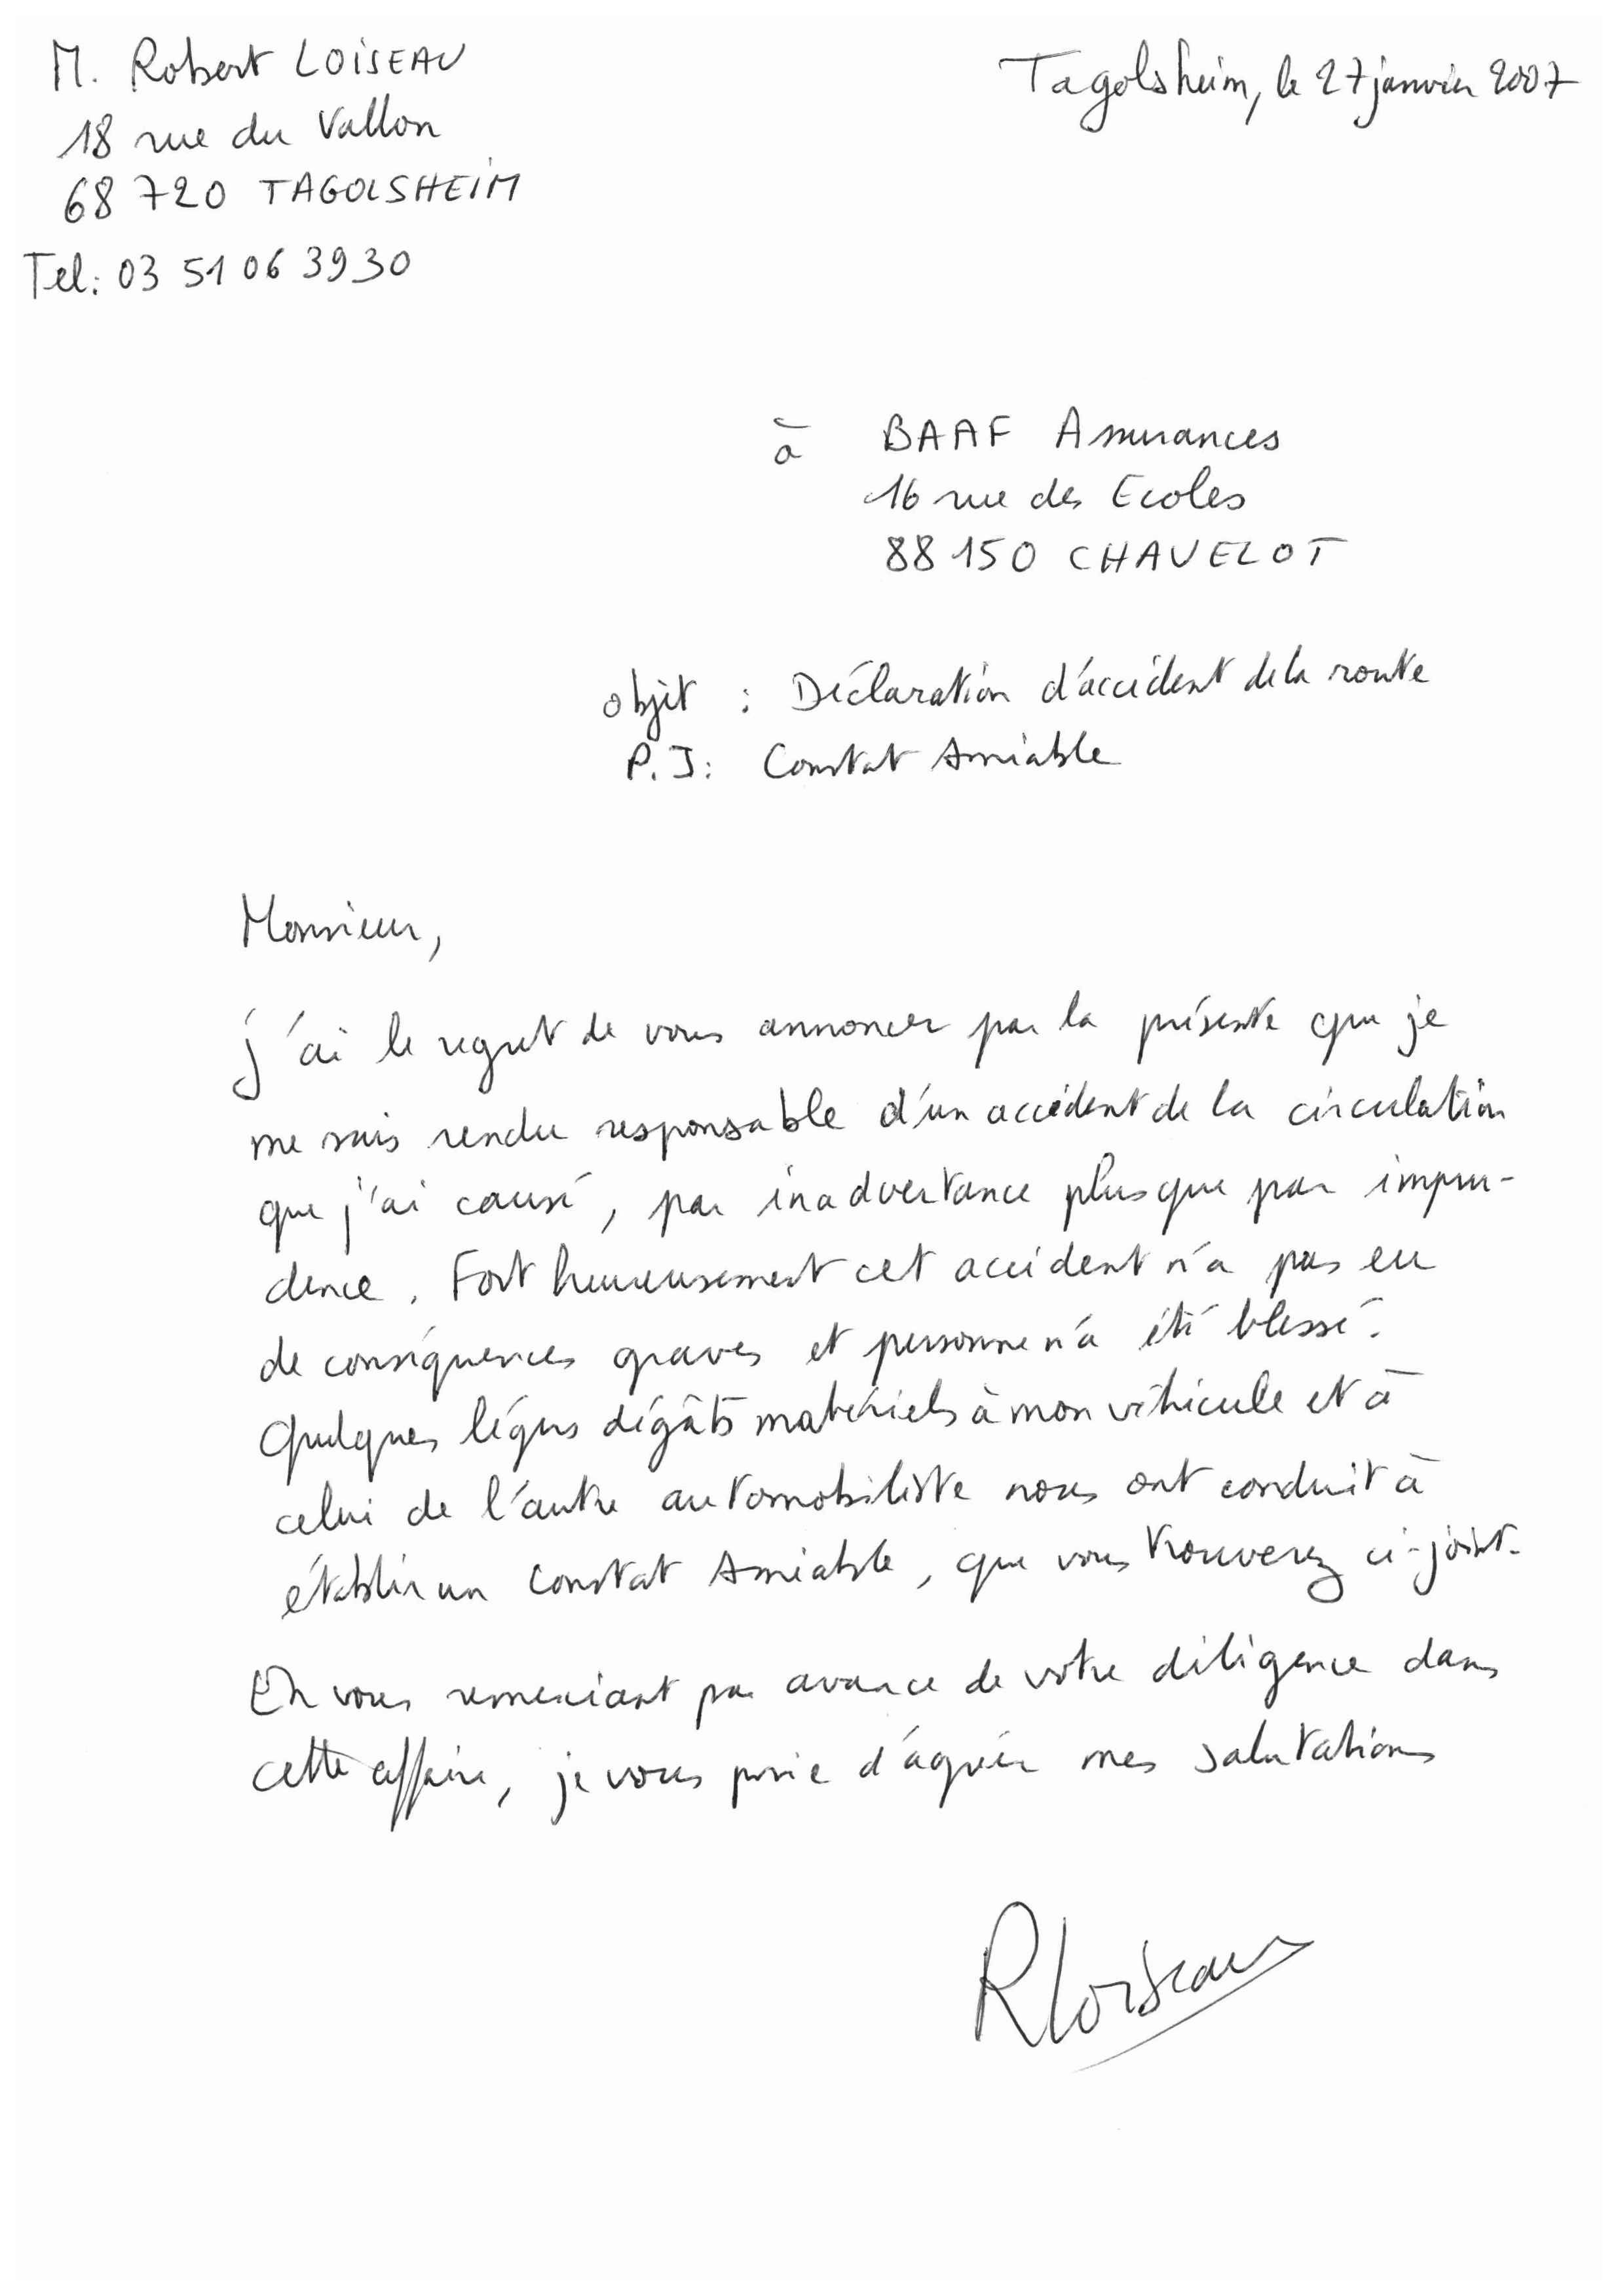 M. Robert LOISEAU
18 rue du Vallon
68 720 TAGOLSHEIM
Tel: 03 51 06 39 30
Tagolsheim, le 27 janvier 2007
à BAAF Assurances
16 rue des Ecoles
88 150 CHAVELOT
objet : Déclaration d'accident de la route
P.J: Constat Amiable
Monsieur,
j'ai le regret de vous annoncer par la présente que je
me suis rendu responsable d'un accident de la circulation
que j'ai causé, par inadvertance plus que par impru-
dence. Fort heureusement cet accident n'a pas eu
de conséquences graves et personne n'a été blessé.
Quelques légers dégâts matériels à mon véhicule et à
celui de l'autre automobiliste nous ont conduit à
établir un Constat Amiable, que vous trouverez ci-joint.
En vous remerciant par avance de votre diligence dans
cette affaire, je vous prie d'agréer mes salutations
RLoiseau